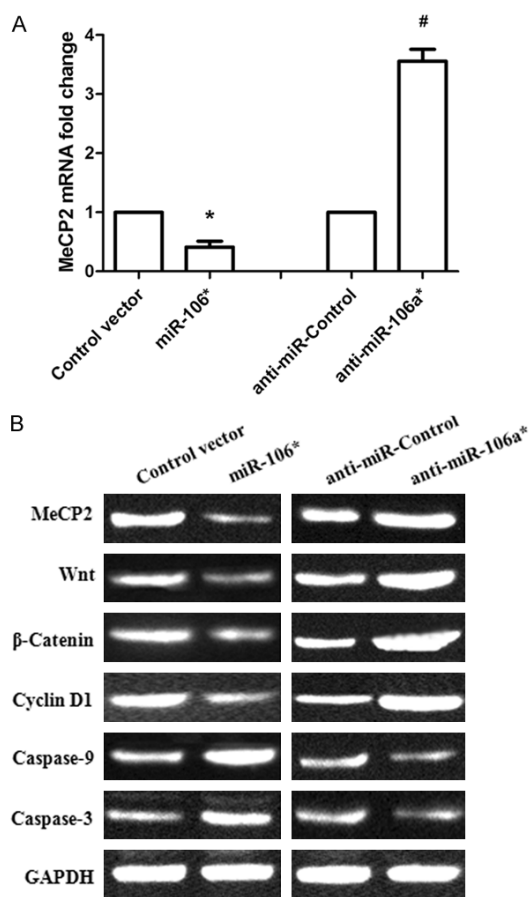 A
MeCP2 mRNA fold change
4
3
2
1
0
*
#
Control vector
miR-106*
anti-miR-Control
anti-miR-106a*
B
Control vector
miR-106*
anti-miR-Control
anti-miR-106a*
MeCP2
Wnt
β-Catenin
Cyclin D1
Caspase-9
Caspase-3
GAPDH